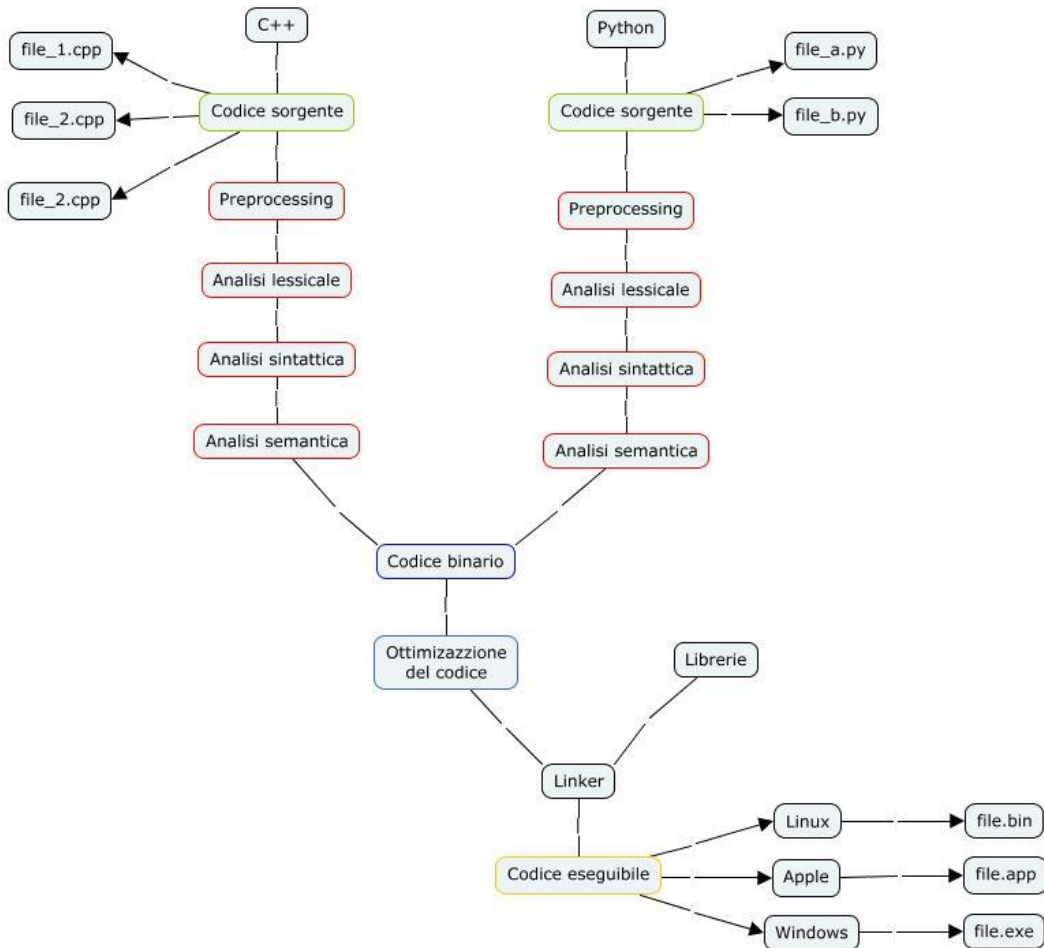 C++
Python
file_1.cpp
file_a.py
Codice sorgente
Codice sorgente
file_2.cpp
file_b.py
file_2.cpp
Preprocessing
Preprocessing
Analisi lessicale
Analisi lessicale
Analisi sintattica
Analisi sintattica
Analisi semantica
Analisi semantica
Codice binario
Ottimizazzione
del codice
Librerie
Linker
Linux
file.bin
Codice eseguibile
Apple
file.app
Windows
file.exe